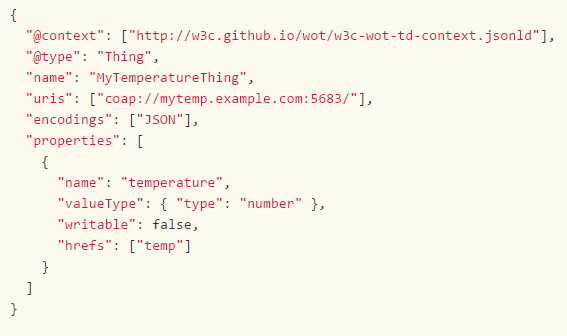 {
  "@context": ["http://w3c.github.io/wot/w3c-wot-td-context.jsonld"],
  "@type": "Thing",
  "name": "MyTemperatureThing",
  "uris": ["coap://mytemp.example.com:5683/"],
  "encodings": ["JSON"],
  "properties": [
    {
      "name": "temperature",
      "valueType": { "type": "number" },
      "writable": false,
      "hrefs": ["temp"]
    }
  ]
}